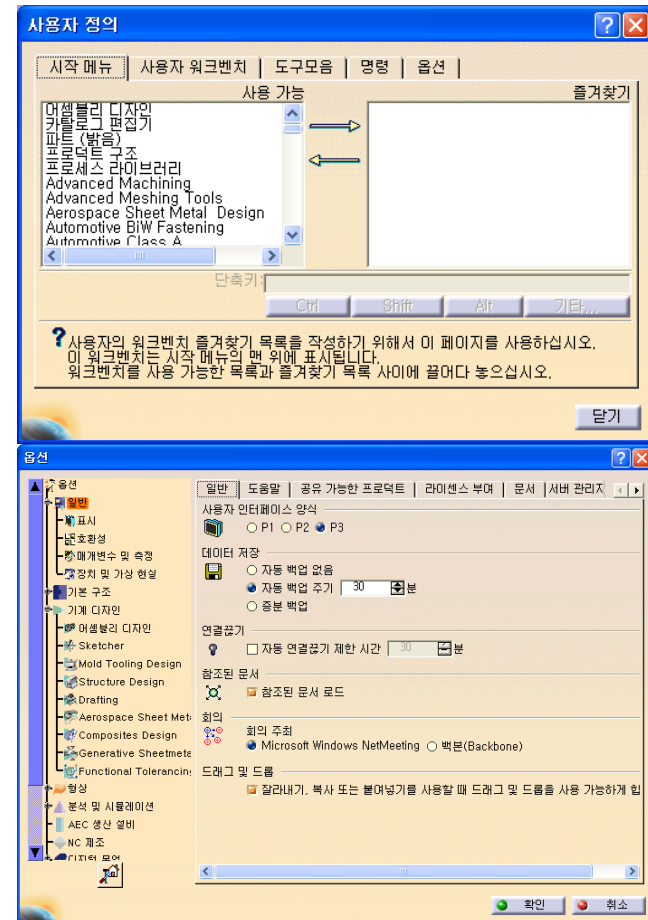 사용자 정의
시작 메뉴 사용자 워크벤치 도구모음 명령 옵션
사용 가능 즐겨찾기
어셈블리 디자인
카탈로그 편집기
파트 (밝음)
프로덕트 구조
프로세스 라이브러리
Advanced Machining
Advanced Meshing Tools
Aerospace Sheet Metal Design
Automotive BiW Fastening
Automotive Class A
단축키:
Ctrl Shift Alt 기타...
사용자의 워크벤치 즐겨찾기 목록을 작성하기 위해서 이 페이지를 사용하십시오.
이 워크벤치는 시작 메뉴의 맨 위에 표시됩니다.
워크벤치를 사용 가능한 목록과 즐겨찾기 목록 사이에 끌어다 놓으십시오.
닫기
옵션
옵션
일반
표시
호환성
매개변수 및 측정
장치 및 가상 현실
기본 구조
기계 디자인
어셈블리 디자인
Sketcher
Mold Tooling Design
Structure Design
Drafting
Aerospace Sheet Met
Composites Design
Generative Sheetmeta
Functional Tolerancin
형상
분석 및 시뮬레이션
AEC 생산 설비
NC 제조
디지털 모업
일반 도움말 공유 가능한 프로덕트 라이센스 부여 문서 서버 관리자
사용자 인터페이스 양식
P1 P2 P3
데이터 저장
자동 백업 없음
자동 백업 주기 30 분
증분 백업
연결끊기
자동 연결끊기 제한 시간 30 분
참조된 문서
참조된 문서 로드
회의
회의 주최
Microsoft Windows NetMeeting 백본(Backbone)
드래그 및 드롭
잘라내기, 복사 또는 붙여넣기를 사용할 때 드래그 및 드롭을 사용 가능하게 합
확인 취소